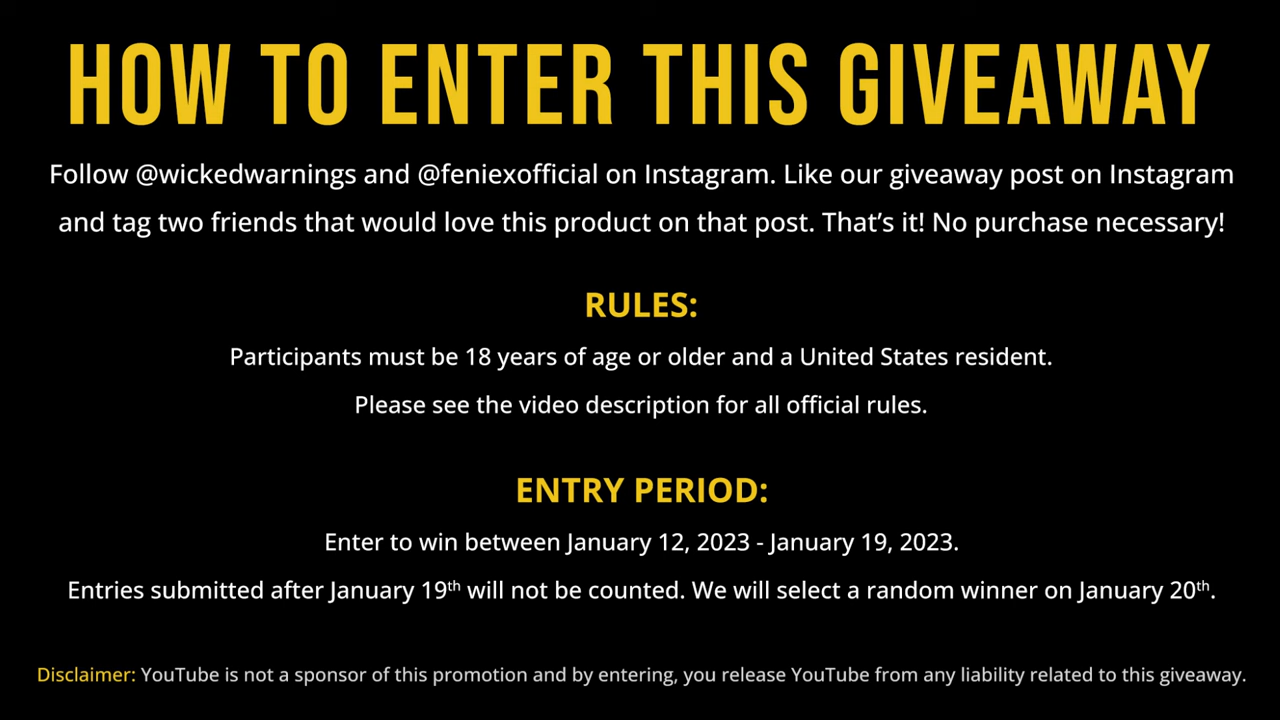 HOW TO ENTER THIS GIVEAWAY
Follow @wickedwarnings and @feniexofficial on Instagram. Like our giveaway post on Instagram
and tag two friends that would love this product on that post. That’s it! No purchase necessary!
RULES:
Participants must be 18 years of age or older and a United States resident.
Please see the video description for all official rules.
ENTRY PERIOD:
Enter to win between January 12, 2023 - January 19, 2023.
Entries submitted after January 19th will not be counted. We will select a random winner on January 20th.
Disclaimer: YouTube is not a sponsor of this promotion and by entering, you release YouTube from any liability related to this giveaway.